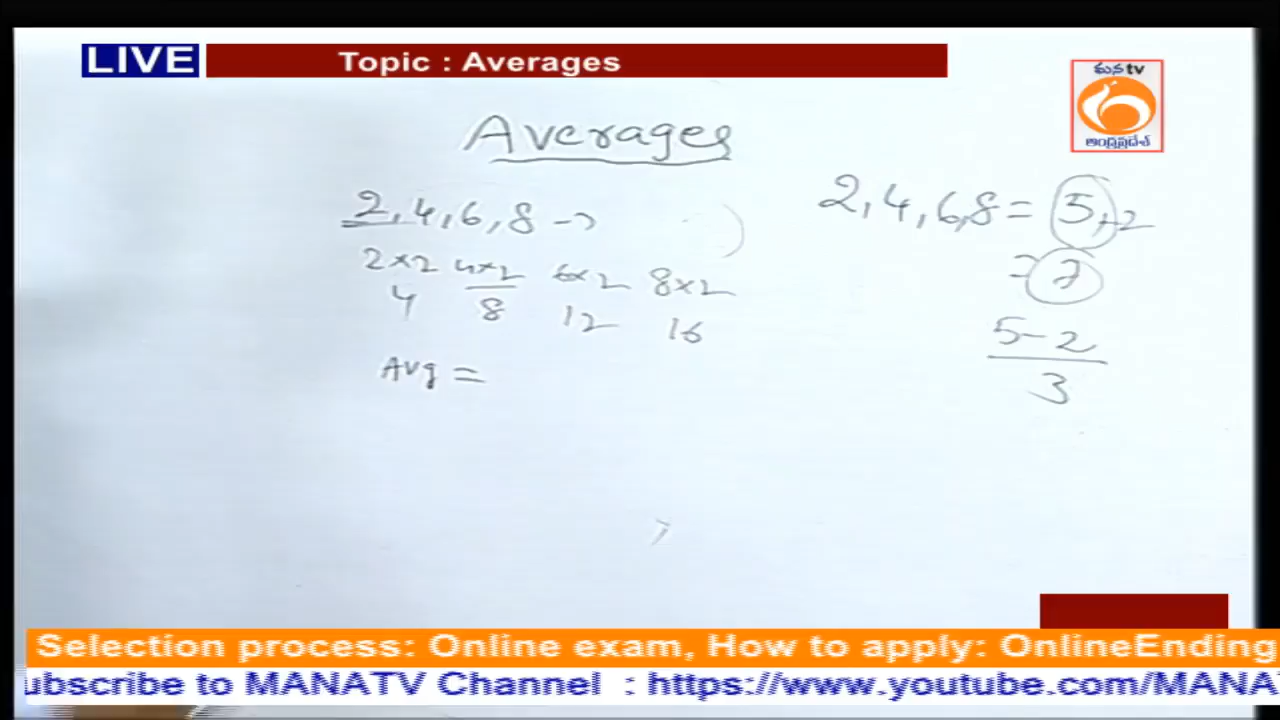 LIVE
Topic : Averages
మన tv
ఆంధ్రప్రదేశ్
Averages
2, 4, 6, 8 →
2×2 4×2 6×2 8×2
4 8 12 16
Avg =
2, 4, 6, 8 = 5, +2
= 7
5-2
3
Selection process: Online exam, How to apply: OnlineEnding
ubscribe to MANATV Channel : https://www.youtube.com/MANAT